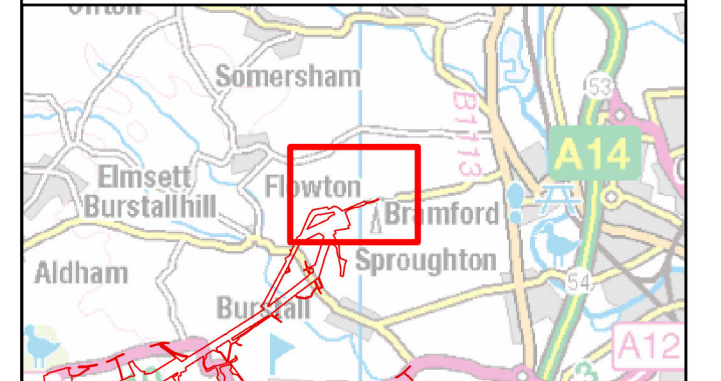 Somersham
53
B1113
A14
Elmsett
Flowton
Burstallhill
Bramford
Aldham
Sproughton
54
Burstall
A12